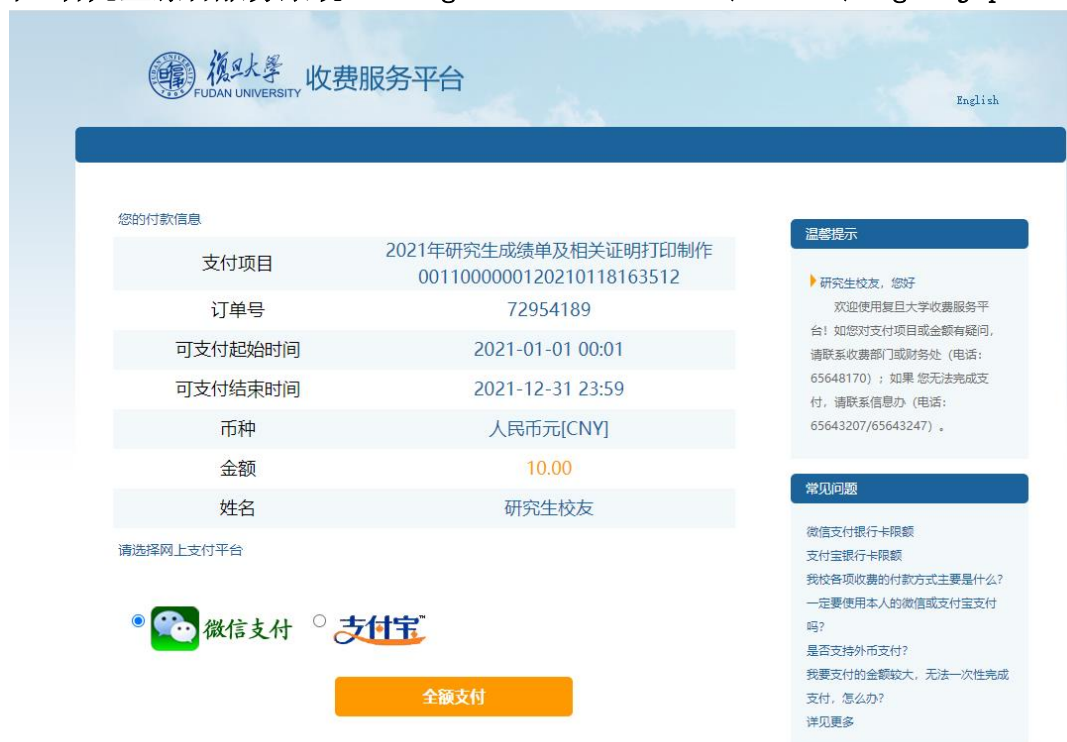 復旦大學
FUDAN UNIVERSITY
收费服务平台
English
您的付款信息
支付项目
2021年研究生成绩单及相关证明打印制作
00110000001202101181635​12
订单号
72954189
可支付起始时间
2021-01-01 00:01
可支付结束时间
2021-12-31 23:59
币种
人民币元[CNY]
金额
10.00
姓名
研究生校友
请选择网上支付平台
微信支付
支付宝
全额支付
温馨提示
研究生校友，您好
欢迎使用复旦大学收费服务平
台！如您对支付项目或金额有疑问，
请联系收费部门或财务处（电话：
65648170）；如果 您无法完成支
付，请联系信息办（电话：
65643207/65643247）。
常见问题
微信支付银行卡限额
支付宝银行卡限额
我校各项收费的付款方式主要是什么?
一定要使用本人的微信或支付宝支付
吗?
是否支持外币支付?
我要支付的金额较大，无法一次性完成
支付，怎么办?
详见更多